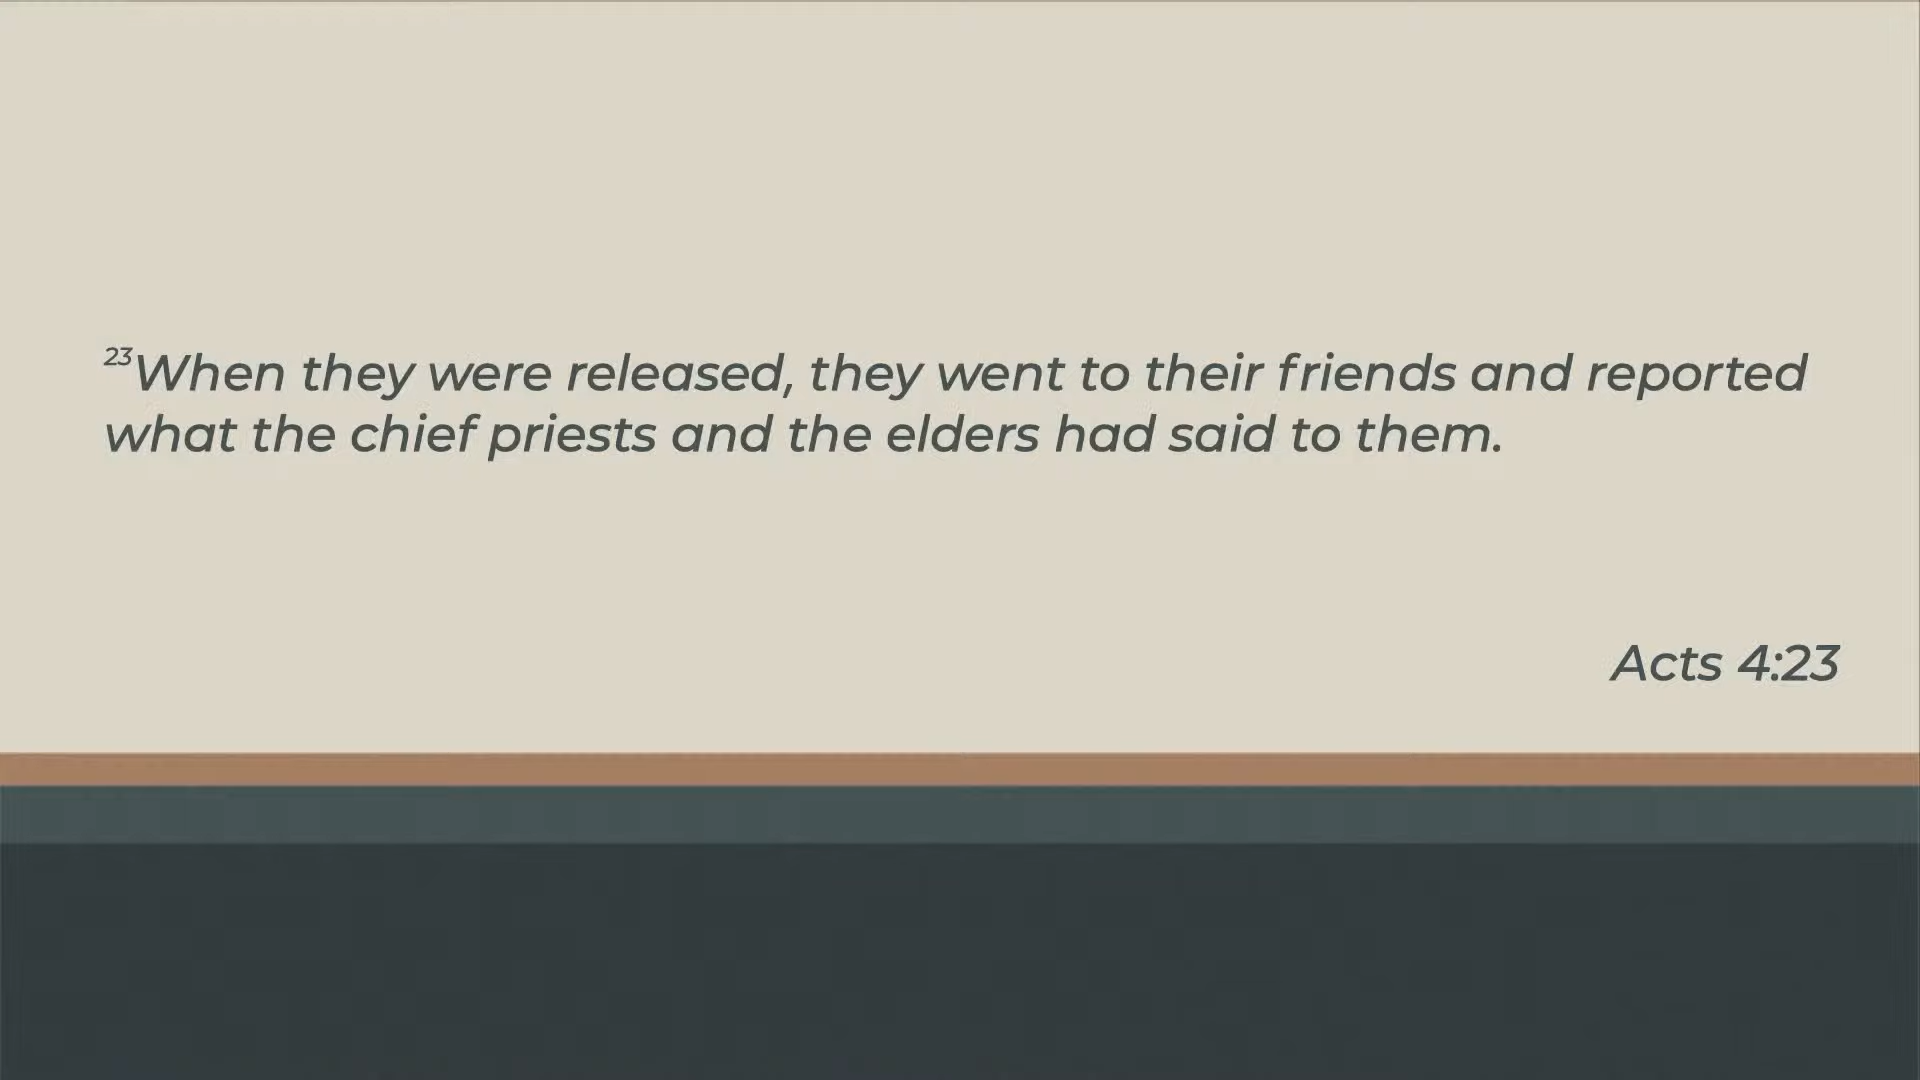 23When they were released, they went to their friends and reported
what the chief priests and the elders had said to them.
Acts 4:23